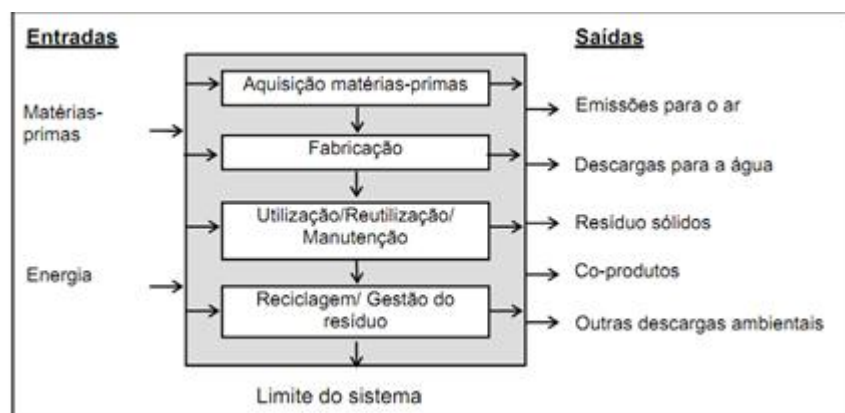 Entradas
Saídas
Aquisição matérias-primas
Matérias-
primas
Emissões para o ar
Fabricação
Descargas para a água
Utilização/Reutilização/
Manutenção
Resíduo sólidos
Energia
Co-produtos
Reciclagem/ Gestão do
resíduo
Outras descargas ambientais
Limite do sistema